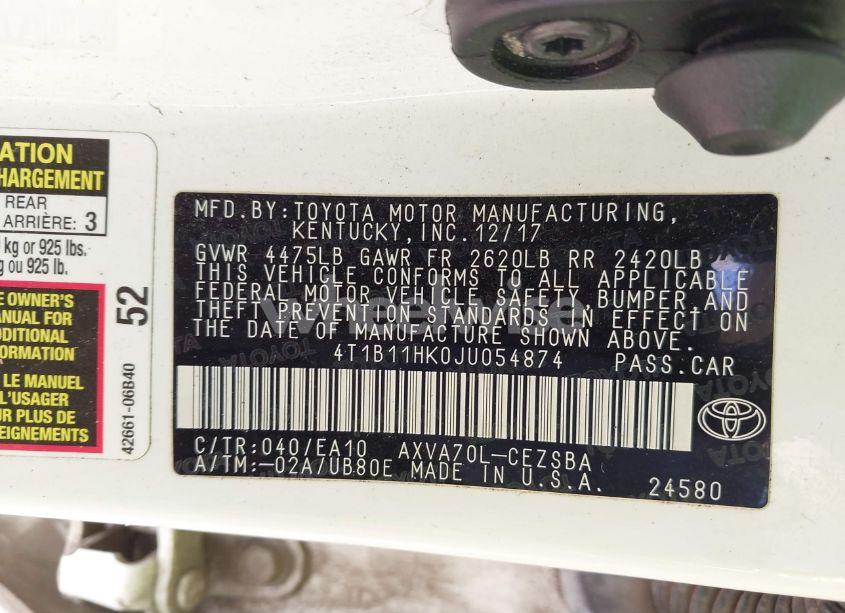 ATION
HARGEMENT
REAR
ARRIÈRE: 3
kg or 925 lbs.
g ou 925 lb.
E OWNER'S
ANUAL FOR
DDITIONAL
FORMATION
LE MANUEL
L'USAGER
UR PLUS DE
EIGNEMENTS
52
42661-06B40
MFD.BY:TOYOTA MOTOR MANUFACTURING,
KENTUCKY, INC.12/17
GVWR 4475LB GAWR FR 2620LB RR 2420LB
THIS VEHICLE CONFORMS TO ALL APPLICABLE
FEDERAL MOTOR VEHICLE SAFETY, BUMPER,AND
THEFT PREVENTION STANDARDS IN EFFECT ON
THE DATE OF MANUFACTURE SHOWN ABOVE.
4T1B11HK0JU054874 PASS.CAR
C/TR:040/EA10 AXVA70L-CEZSBA
A/TM:-02A/UB80E MADE IN U.S.A. 24580